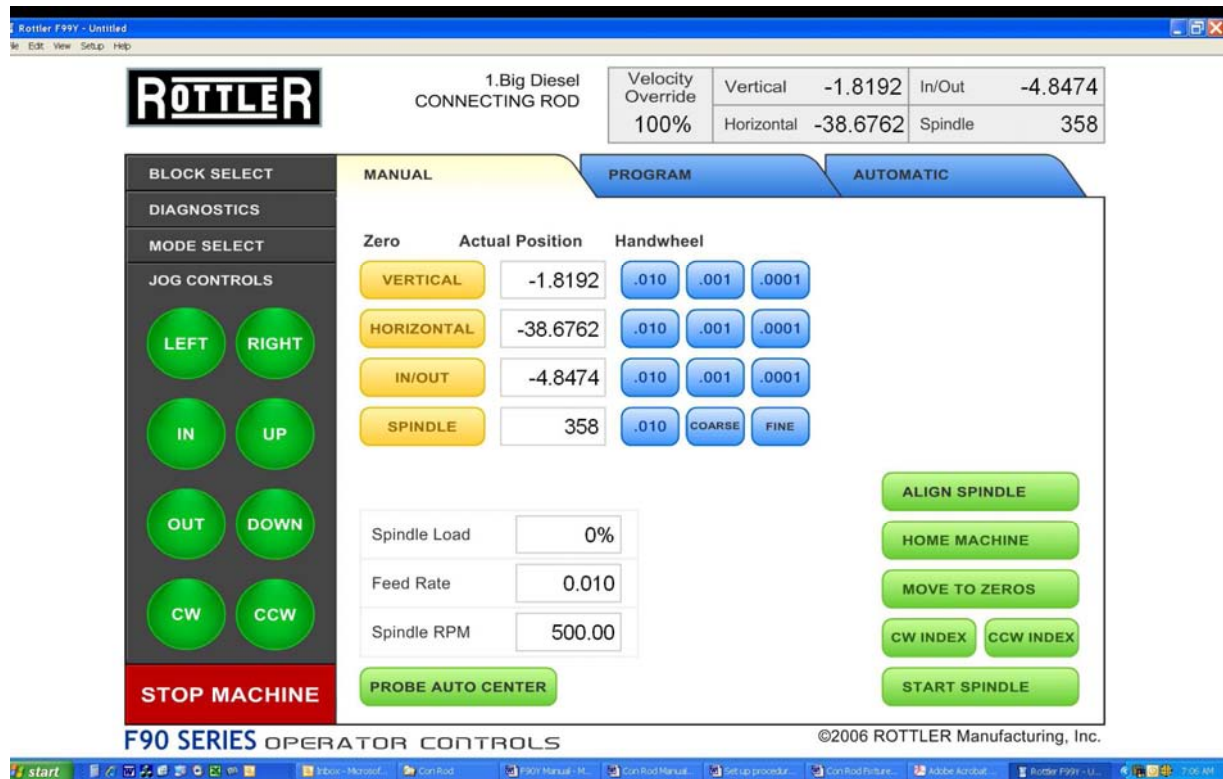 Rottler F99Y - Untitled
Edit View Setup Help
ROTTLER
1.Big Diesel
CONNECTING ROD
Velocity Override 100%
Vertical -1.8192 In/Out -4.8474
Horizontal -38.6762 Spindle 358
BLOCK SELECT
DIAGNOSTICS
MODE SELECT
JOG CONTROLS
LEFT RIGHT
IN UP
OUT DOWN
CW CCW
STOP MACHINE
MANUAL PROGRAM AUTOMATIC
Zero Actual Position Handwheel
VERTICAL -1.8192 .010 .001 .0001
HORIZONTAL -38.6762 .010 .001 .0001
IN/OUT -4.8474 .010 .001 .0001
SPINDLE 358 .010 COARSE FINE
Spindle Load 0%
Feed Rate 0.010
Spindle RPM 500.00
PROBE AUTO CENTER
ALIGN SPINDLE
HOME MACHINE
MOVE TO ZEROS
CW INDEX CCW INDEX
START SPINDLE
F90 SERIES OPERATOR CONTROLS
©2006 ROTTLER Manufacturing, Inc.
start Inbox - Microsof... Con Rod F90Y Manual - M... Con Rod Manual... Set up procedur... Con Rod Fixture... Adobe Acrobat ... Rottler F99Y - U... 7:06 AM